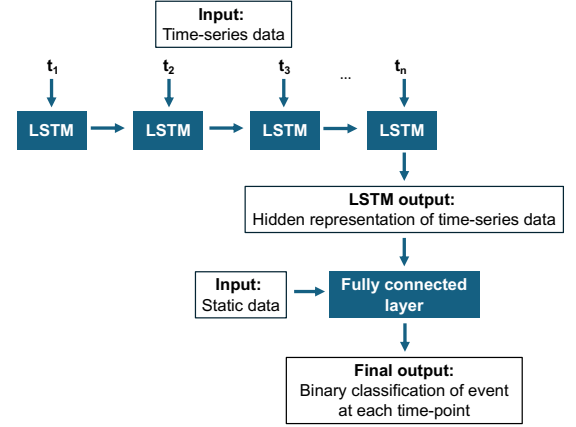 Input:
Time-series data
t1 t2 t3 ... tn
LSTM LSTM LSTM LSTM
LSTM output:
Hidden representation of time-series data
Input:
Static data
Fully connected
layer
Final output:
Binary classification of event
at each time-point